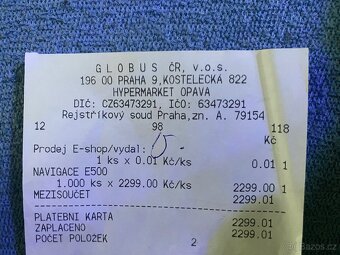 GLOBUS ČR, v.o.s.
196 00 PRAHA 9,KOSTELECKÁ 822
HYPERMARKET OPAVA
DIČ: CZ63473291, IČO: 63473291
Rejstříkový soud Praha,zn. A. 79154
12 98 118
Kč
Prodej E-shop/vydal: 15
1 ks x 0.01 Kč/ks 0.01 1
NAVIGACE E500
1.000 ks x 2299.00 Kč/ks 2299.00 1
MEZISOUČET 2299.01
PLATEBNÍ KARTA 2299.01
ZAPLACENO 2299.01
POČET POLOŽEK 2
sbazar.cz